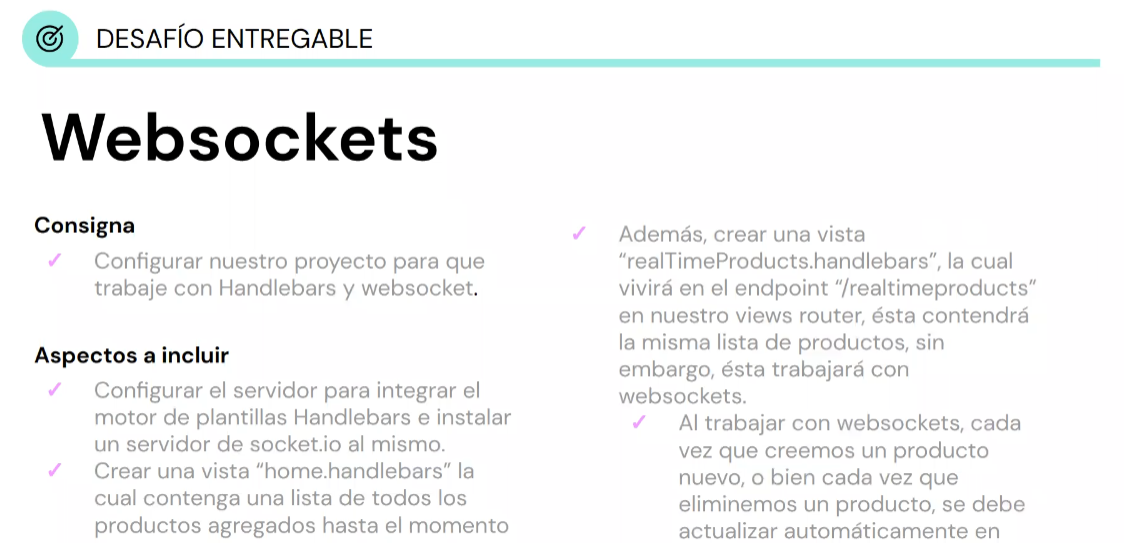 DESAFÍO ENTREGABLE
Websockets
Consigna
✓ Configurar nuestro proyecto para que
trabaje con Handlebars y websocket.
Aspectos a incluir
✓ Configurar el servidor para integrar el
motor de plantillas Handlebars e instalar
un servidor de socket.io al mismo.
✓ Crear una vista “home.handlebars” la
cual contenga una lista de todos los
productos agregados hasta el momento
✓ Además, crear una vista
“realTimeProducts.handlebars”, la cual
vivirá en el endpoint “/realtimeproducts”
en nuestro views router, ésta contendrá
la misma lista de productos, sin
embargo, ésta trabajará con
websockets.
✓ Al trabajar con websockets, cada
vez que creemos un producto
nuevo, o bien cada vez que
eliminemos un producto, se debe
actualizar automáticamente en